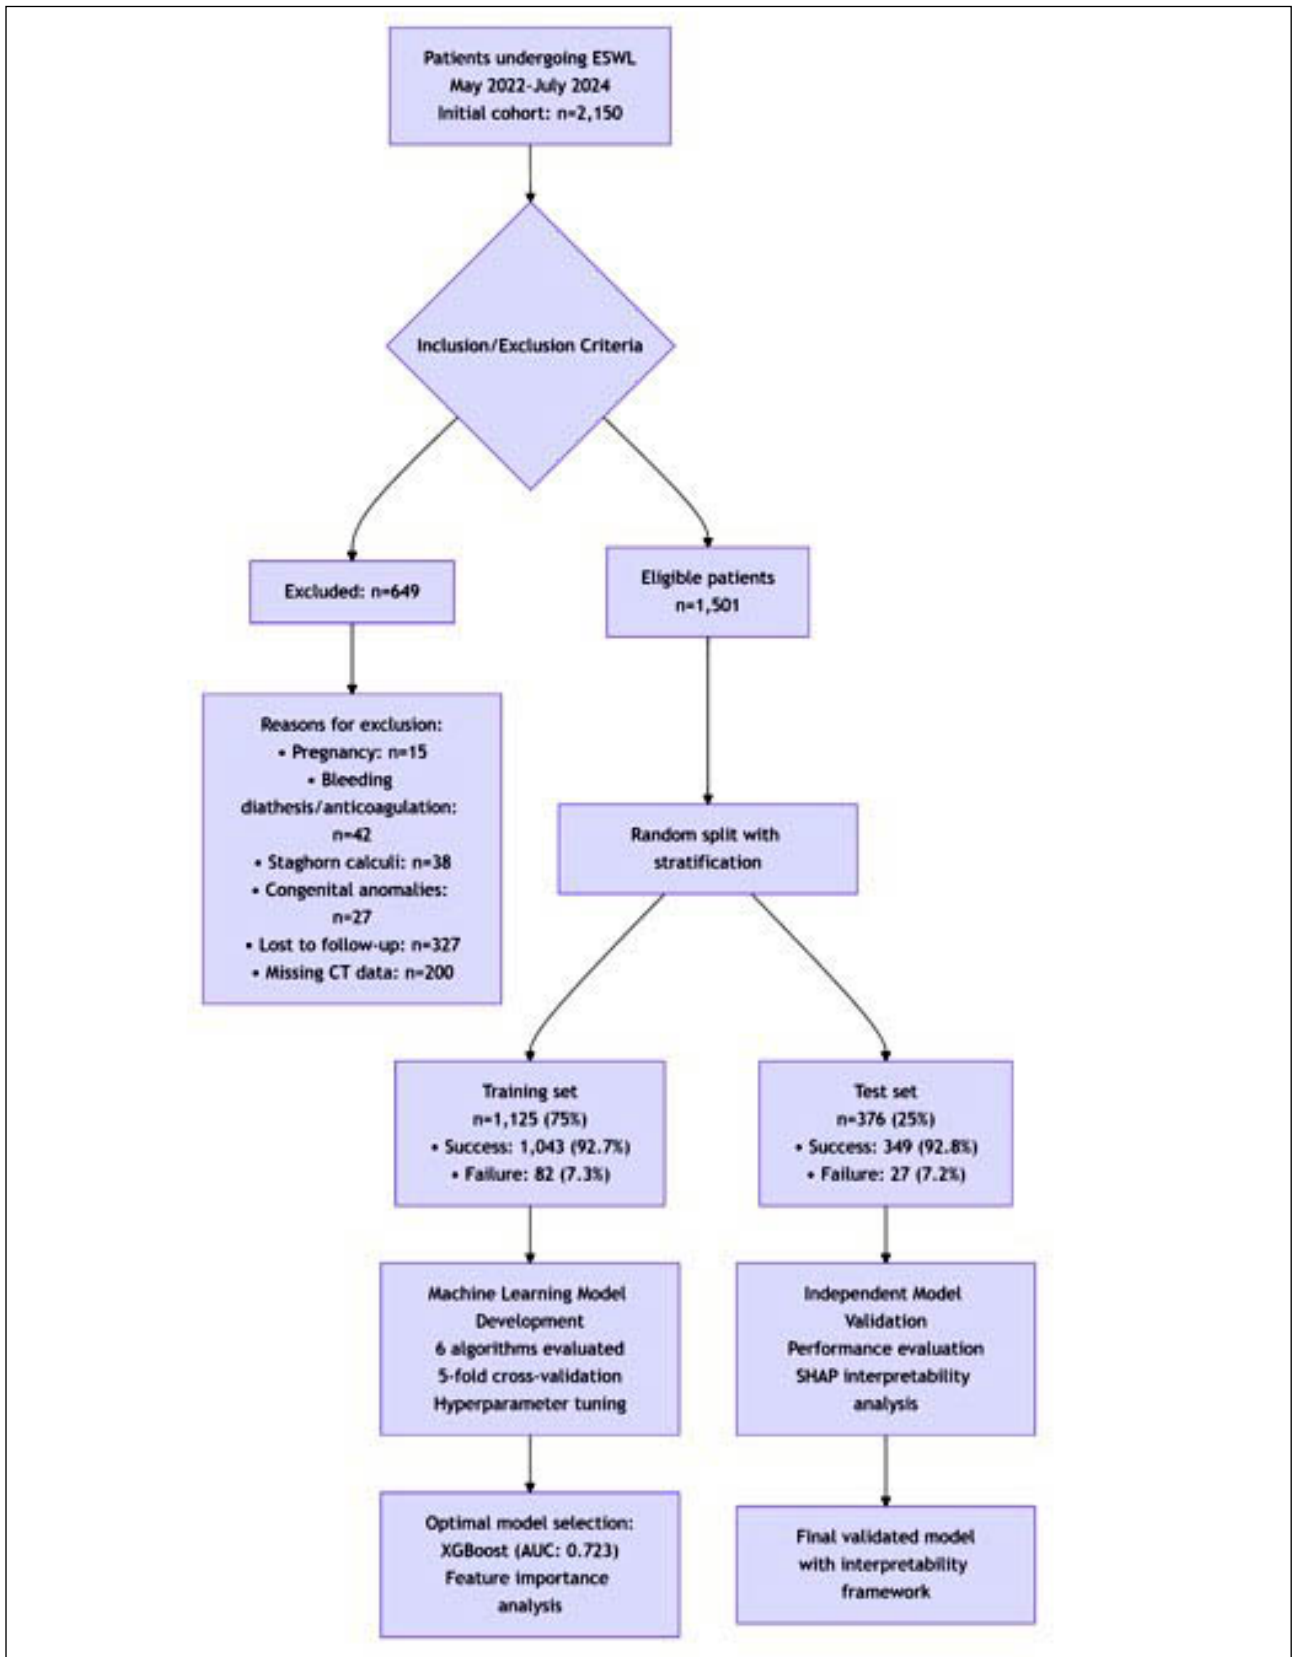 Patients undergoing ESWL
May 2022-July 2024
Initial cohort: n=2,150
Inclusion/Exclusion Criteria
Excluded: n=649
Eligible patients
n=1,501
Reasons for exclusion:
• Pregnancy: n=15
• Bleeding
diathesis/anticoagulation:
n=42
• Staghorn calculi: n=38
• Congenital anomalies:
n=27
• Lost to follow-up: n=327
• Missing CT data: n=200
Random split with
stratification
Training set
n=1,125 (75%)
• Success: 1,043 (92.7%)
• Failure: 82 (7.3%)
Test set
n=376 (25%)
• Success: 349 (92.8%)
• Failure: 27 (7.2%)
Machine Learning Model
Development
6 algorithms evaluated
5-fold cross-validation
Hyperparameter tuning
Independent Model
Validation
Performance evaluation
SHAP interpretability
analysis
Optimal model selection:
XGBoost (AUC: 0.723)
Feature importance
analysis
Final validated model
with interpretability
framework